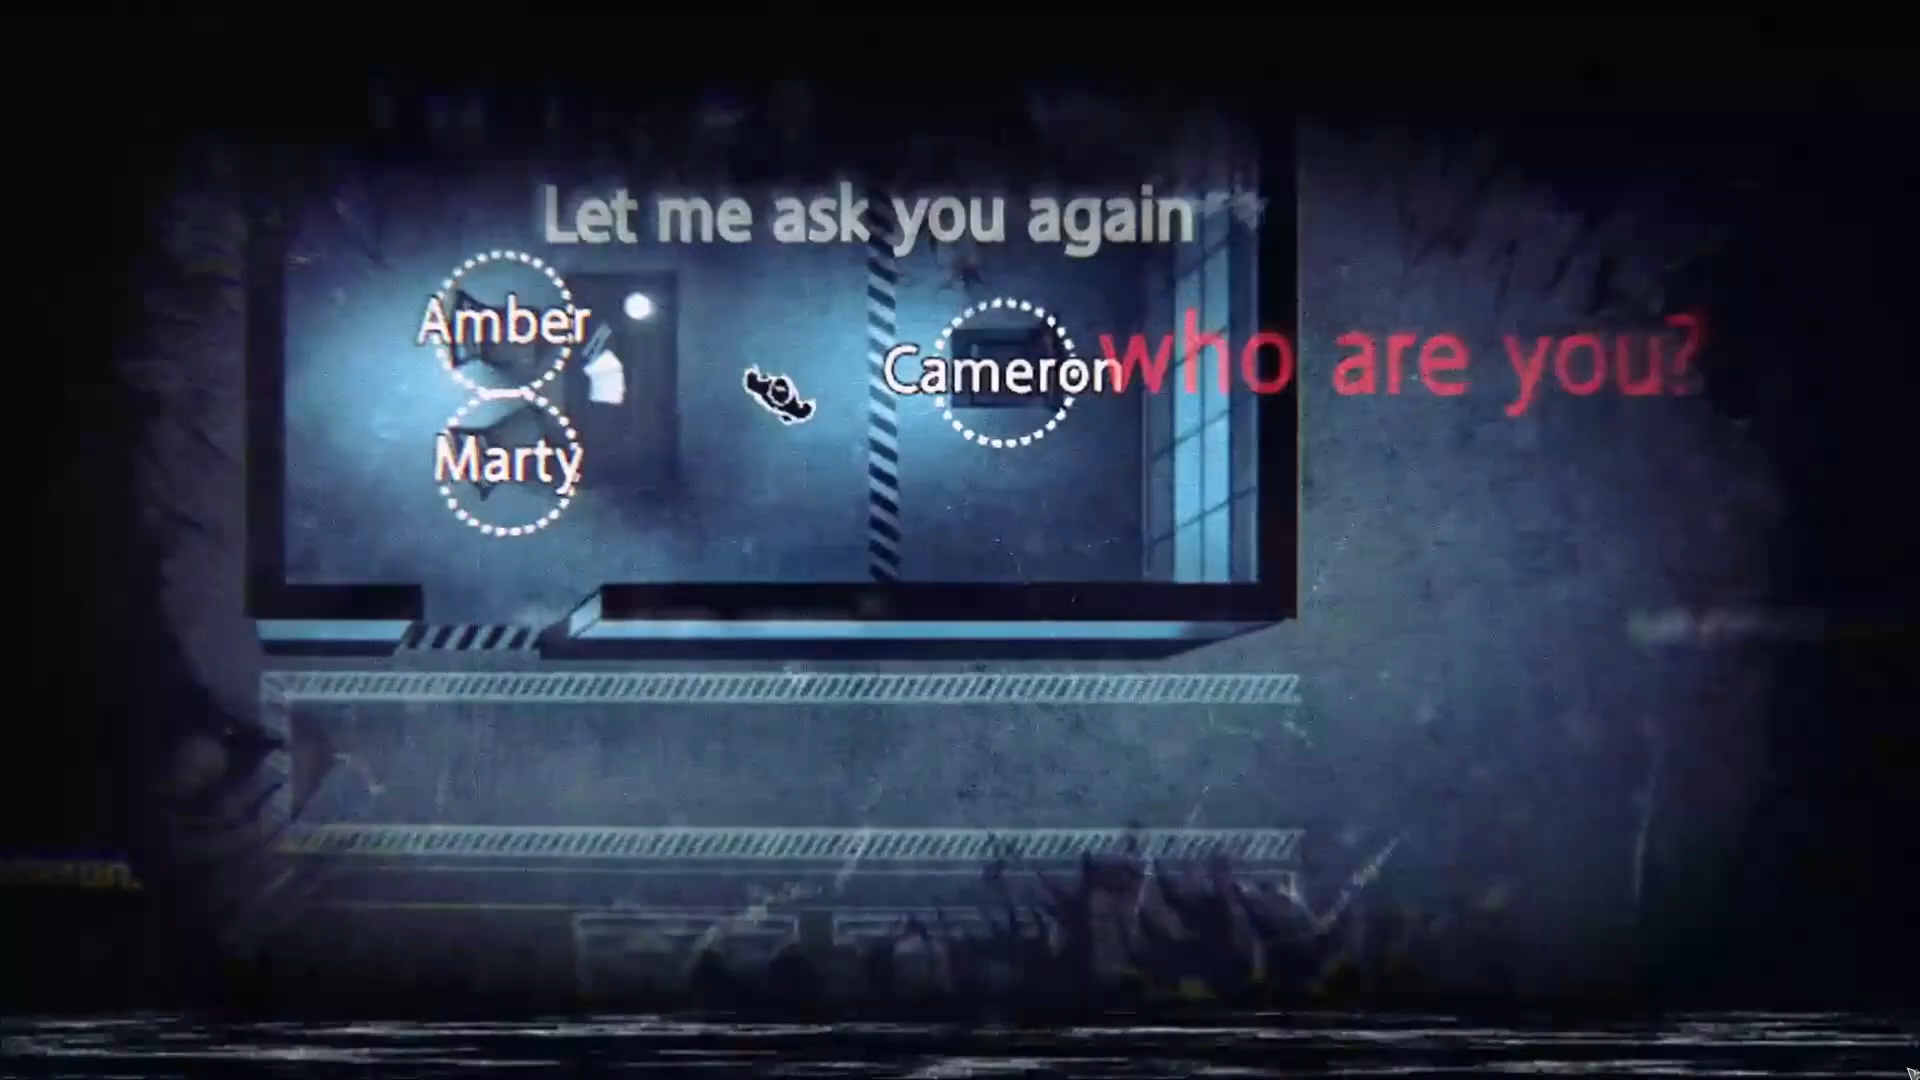 Let me ask you again
Amber
Cameron
who are you?
Marty